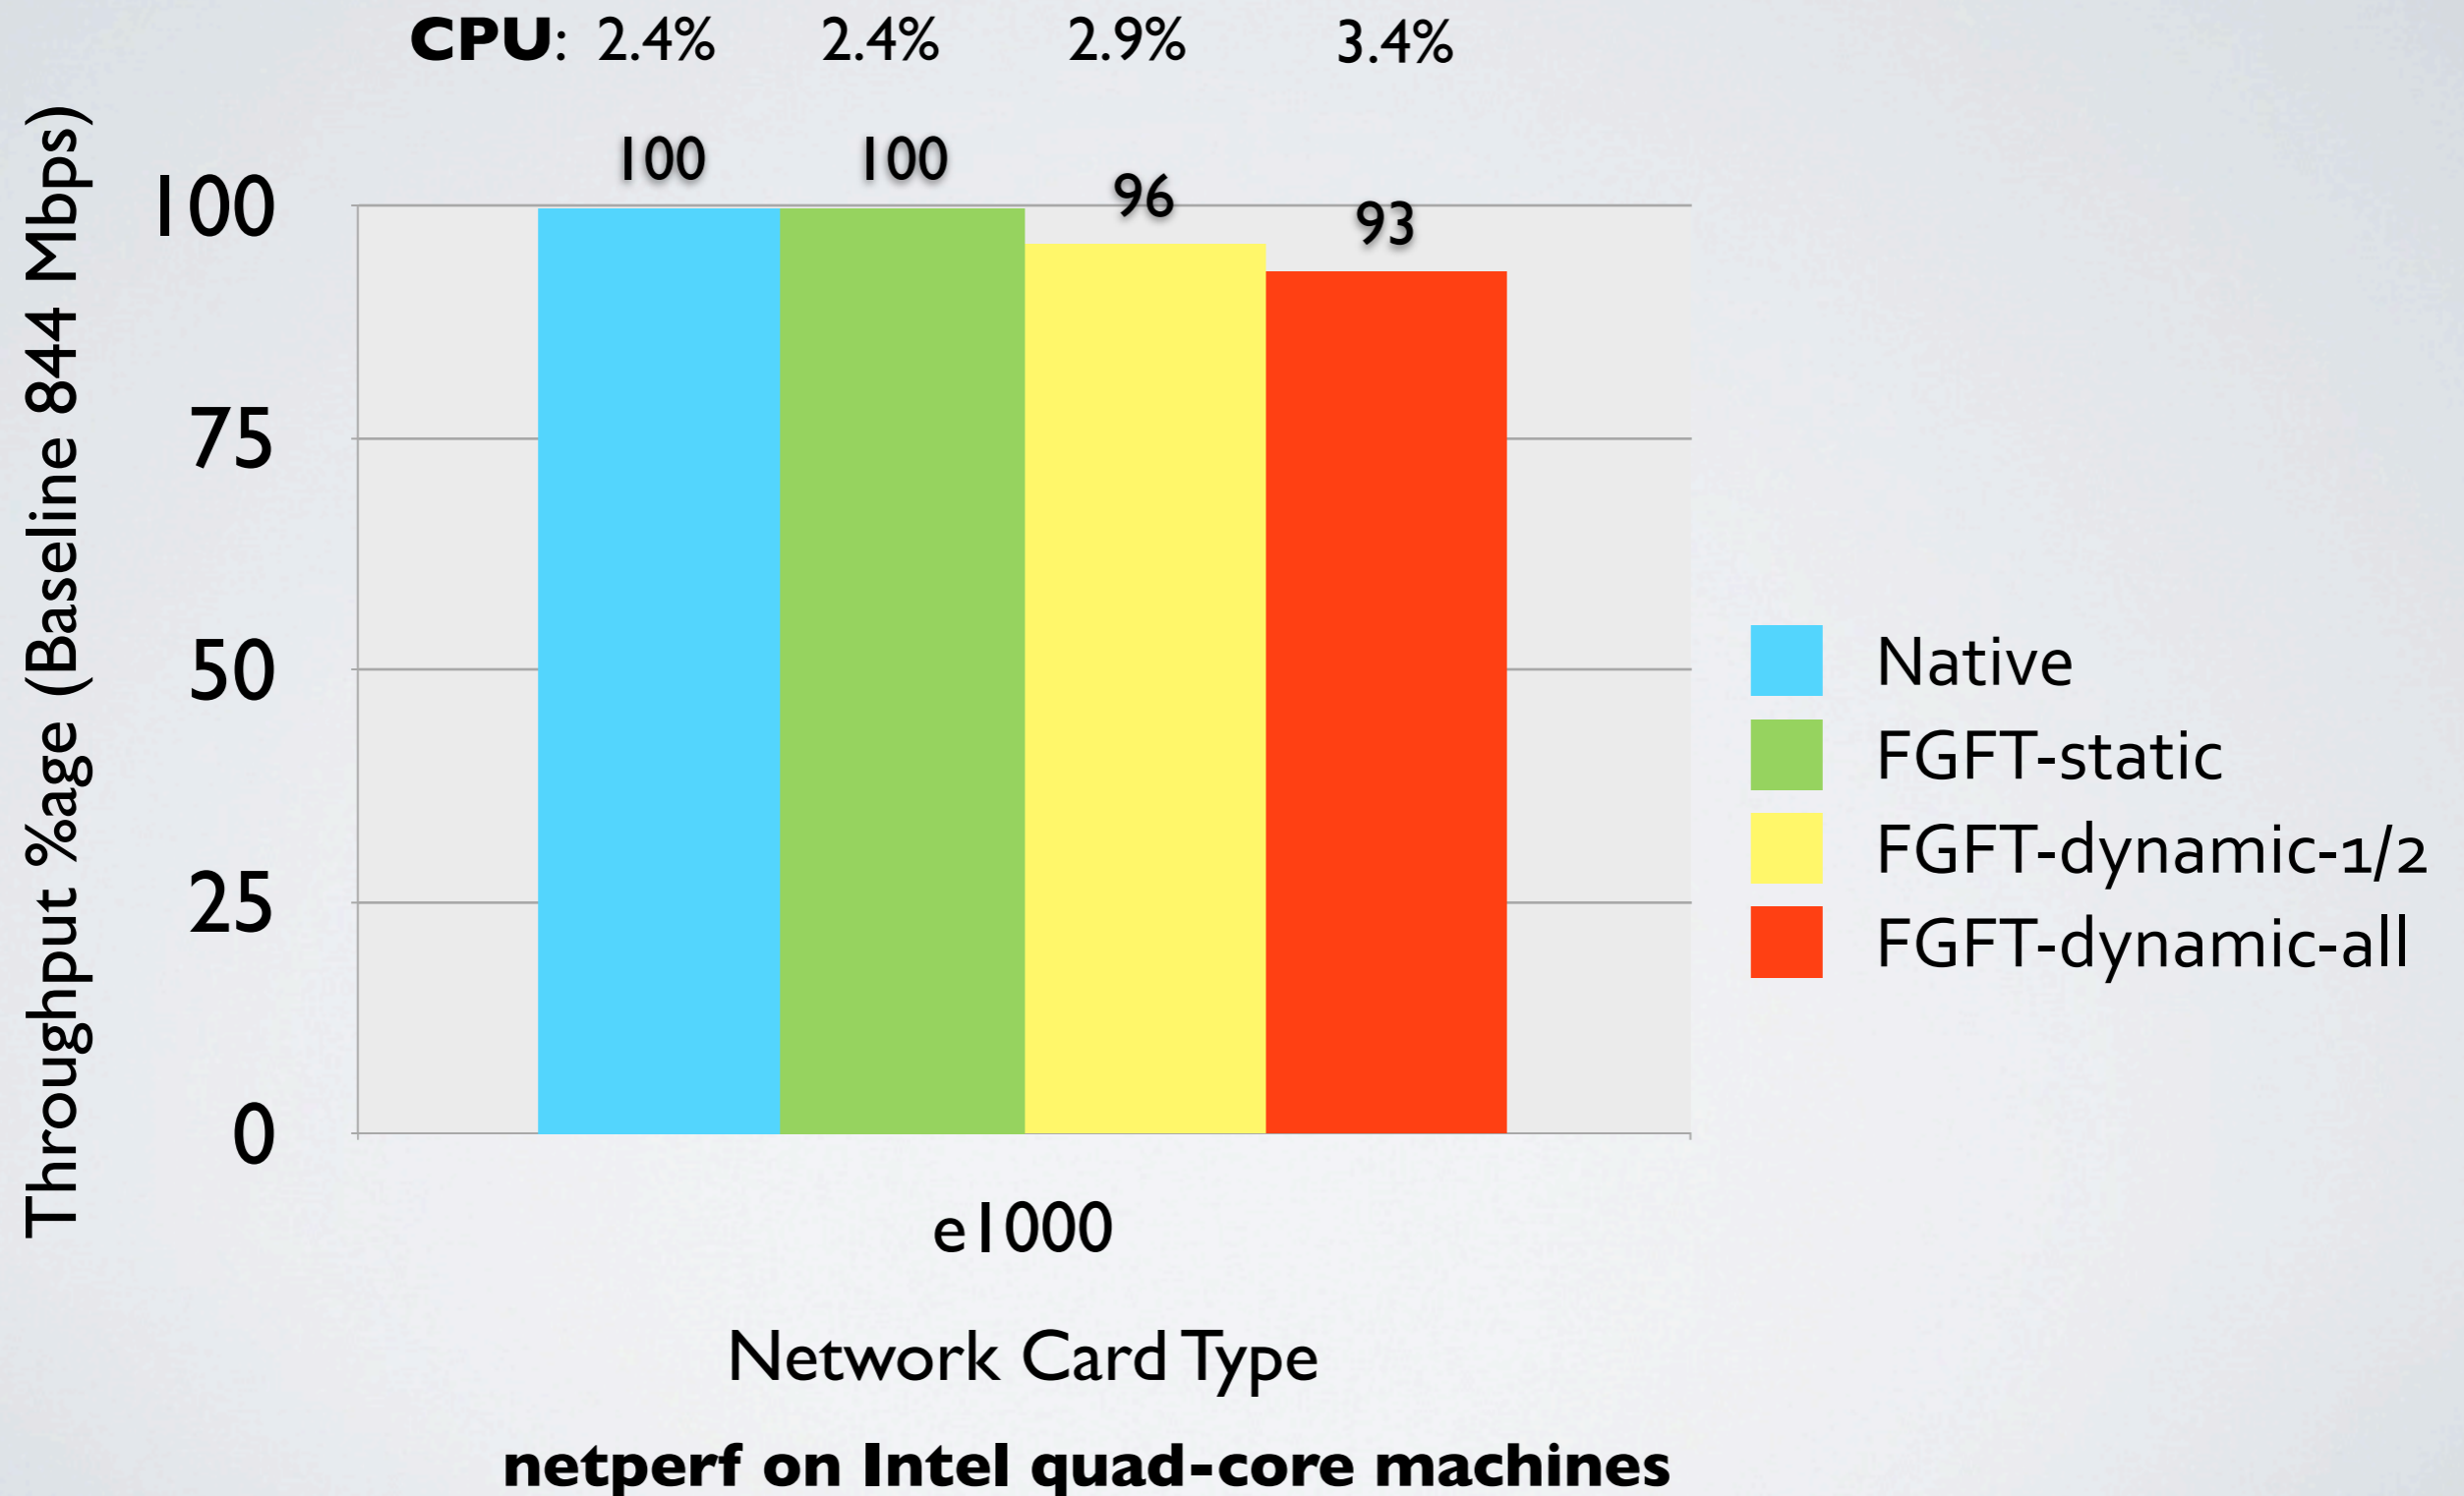 CPU: 2.4% 2.4% 2.9% 3.4%
Throughput %age (Baseline 844 Mbps)
100 100 96 93
100
75
50
25
0
Native
FGFT-static
FGFT-dynamic-1/2
FGFT-dynamic-all
e1000
Network Card Type
netperf on Intel quad-core machines